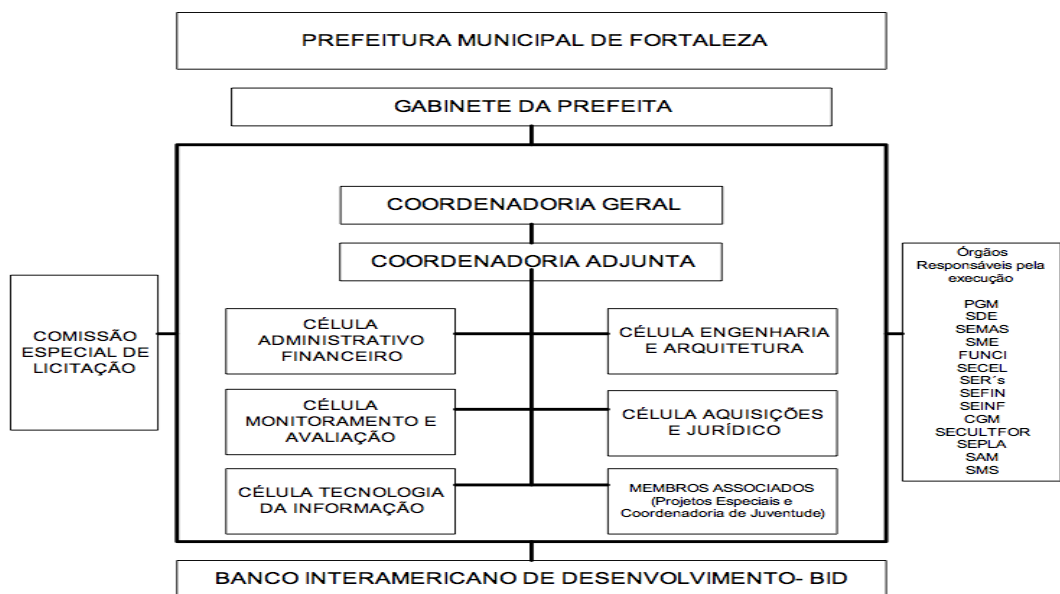 PREFEITURA MUNICIPAL DE FORTALEZA
GABINETE DA PREFEITA
COORDENADORIA GERAL
COORDENADORIA ADJUNTA
COMISSÃO
ESPECIAL DE
LICITAÇÃO
CÉLULA
ADMINISTRATIVO
FINANCEIRO
CÉLULA ENGENHARIA
E ARQUITETURA
CÉLULA
MONITORAMENTO E
AVALIAÇÃO
CÉLULA AQUISIÇÕES
E JURÍDICO
CÉLULA TECNOLOGIA
DA INFORMAÇÃO
MEMBROS ASSOCIADOS
(Projetos Especiais e
Coordenadoria de Juventude)
Órgãos
Responsáveis pela
execução
PGM
SDE
SEMAS
SME
FUNCI
SECEL
SER´s
SEFIN
SEINF
CGM
SECULTFOR
SEPLA
SAM
SMS
BANCO INTERAMERICANO DE DESENVOLVIMENTO- BID